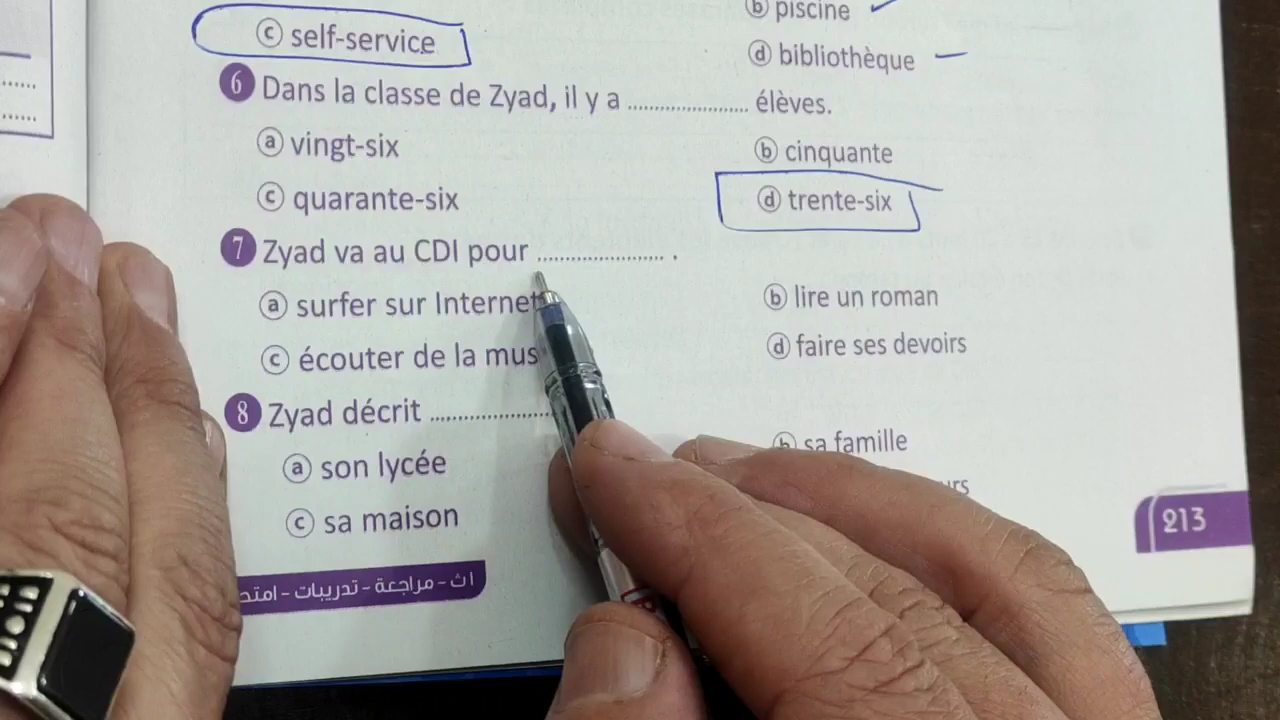 ⓒ self-service
ⓑ piscine
ⓓ bibliothèque
6 Dans la classe de Zyad, il y a ...................... élèves.
ⓐ vingt-six
ⓑ cinquante
ⓒ quarante-six
ⓓ trente-six
7 Zyad va au CDI pour ....................... .
ⓐ surfer sur Internet
ⓑ lire un roman
ⓒ écouter de la mus
ⓓ faire ses devoirs
8 Zyad décrit ......................
ⓐ son lycée
ⓑ sa famille
ⓒ sa maison
213
مراجعة - تدريبات